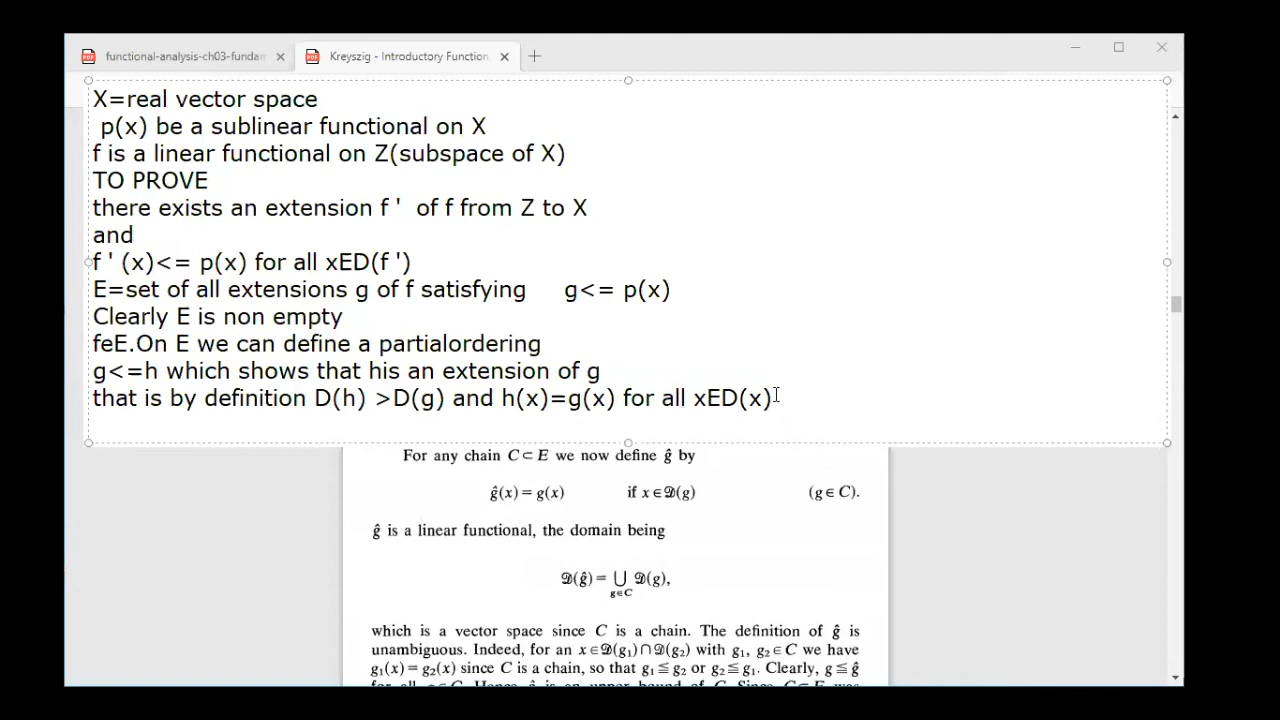 functional-analysis-ch03-fundam
Kreyszig - Introductory Function
X=real vector space
p(x) be a sublinear functional on X
f is a linear functional on Z(subspace of X)
TO PROVE
there exists an extension f '  of f from Z to X
and
f ' (x)<= p(x) for all xED(f ')
E=set of all extensions g of f satisfying     g<= p(x)
Clearly E is non empty
feE.On E we can define a partialordering
g<=h which shows that his an extension of g
that is by definition D(h) >D(g) and h(x)=g(x) for all xED(x)
For any chain C⊂E we now define ĝ by
ĝ(x)=g(x) if x∈𝒟(g) (g∈C).
ĝ is a linear functional, the domain being
𝒟(ĝ)= ⋃ 𝒟(g),
g∈C
which is a vector space since C is a chain. The definition of ĝ is
unambiguous. Indeed, for an x∈𝒟(g₁)∩𝒟(g₂) with g₁, g₂∈C we have
g₁(x)=g₂(x) since C is a chain, so that g₁≦g₂ or g₂≦g₁. Clearly, g≦ĝ